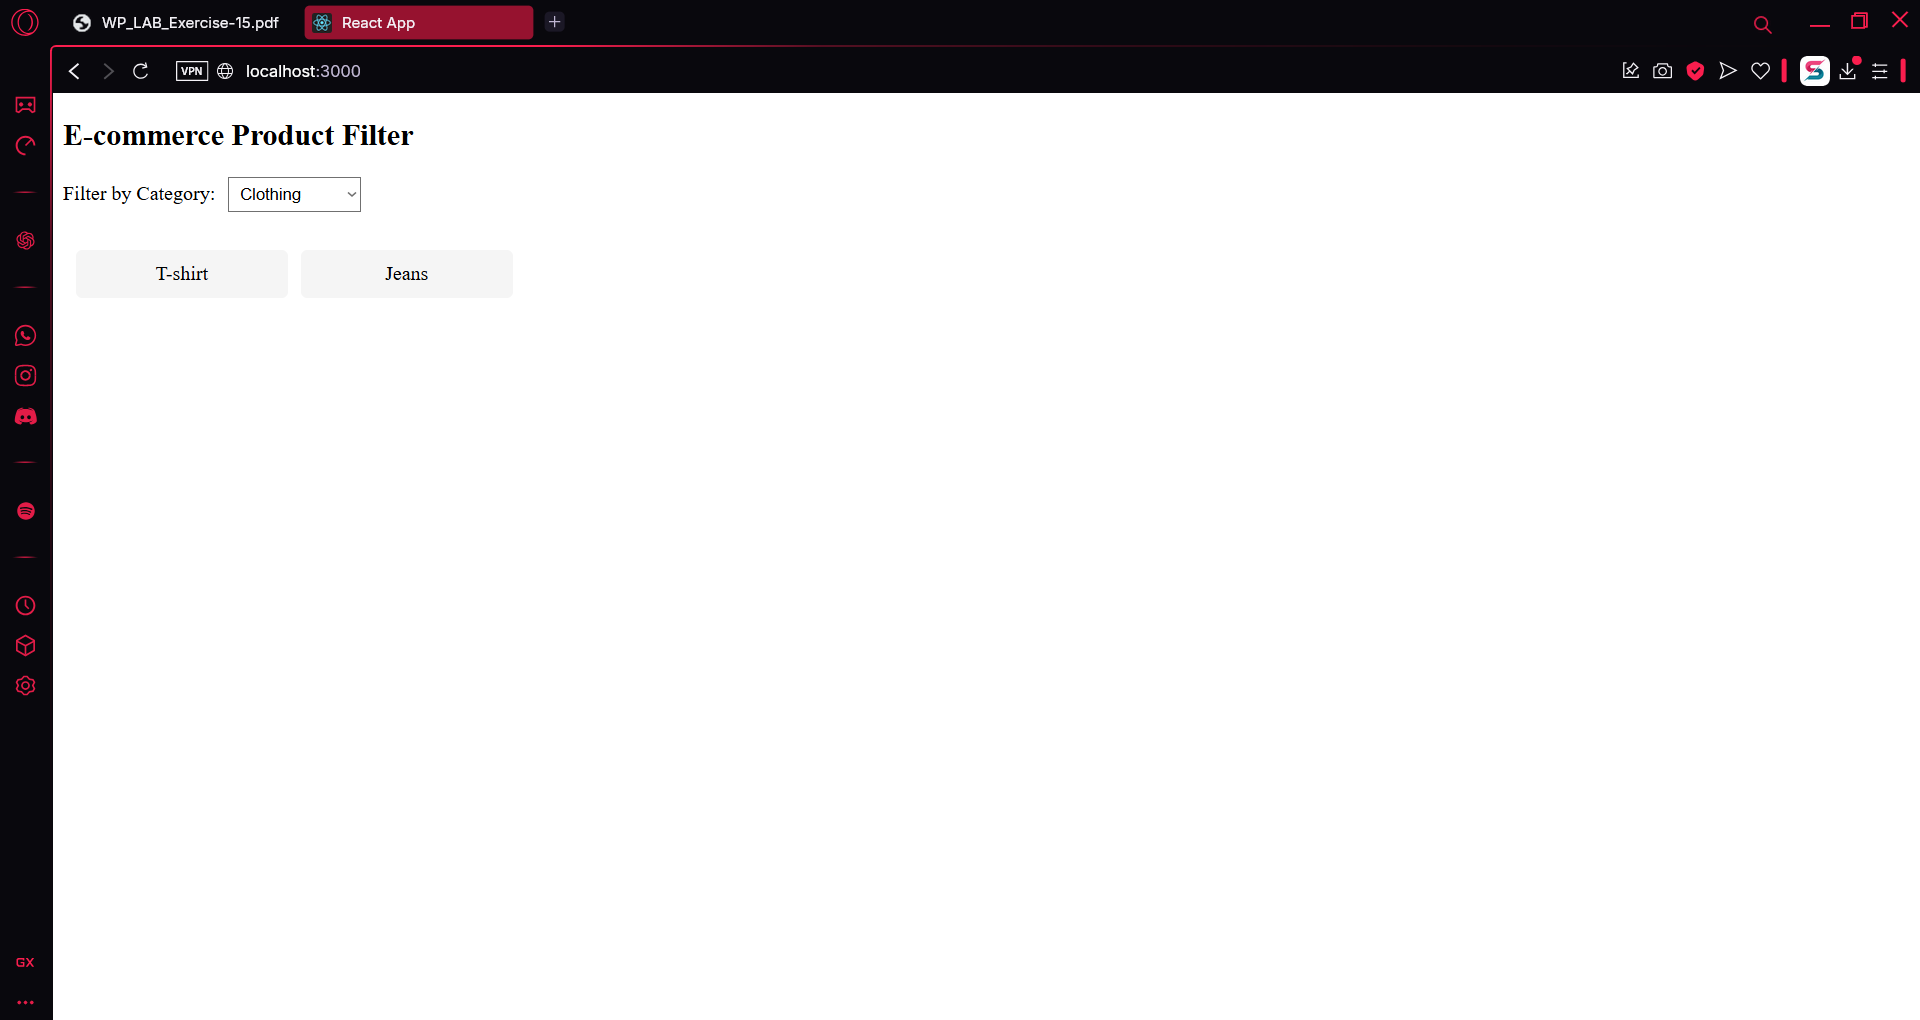 WP_LAB_Exercise-15.pdf
React App
VPN
localhost:3000
E-commerce Product Filter
Filter by Category: Clothing
T-shirt Jeans
GX